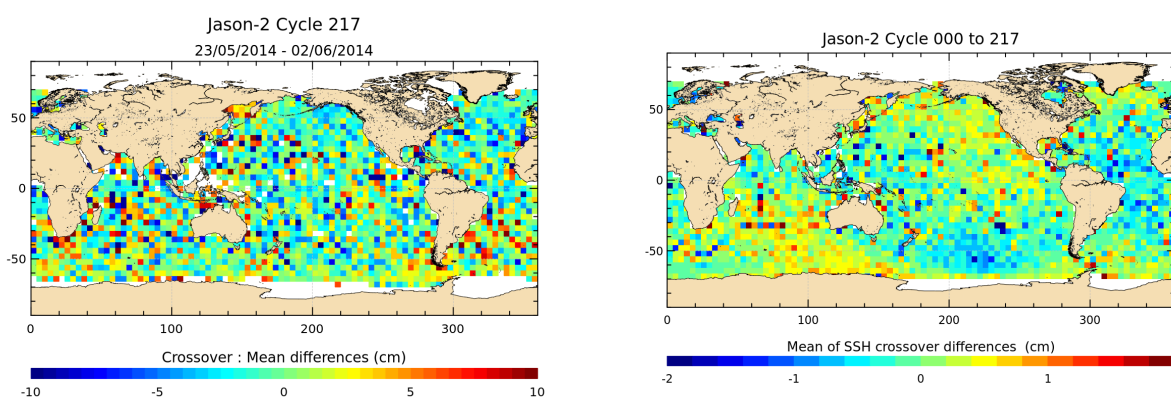 Jason-2 Cycle 217
23/05/2014 - 02/06/2014
50
0
-50
0 100 200 300
Crossover : Mean differences (cm)
-10 -5 0 5 10
Jason-2 Cycle 000 to 217
50
0
-50
0 100 200 300
Mean of SSH crossover differences (cm)
-2 -1 0 1